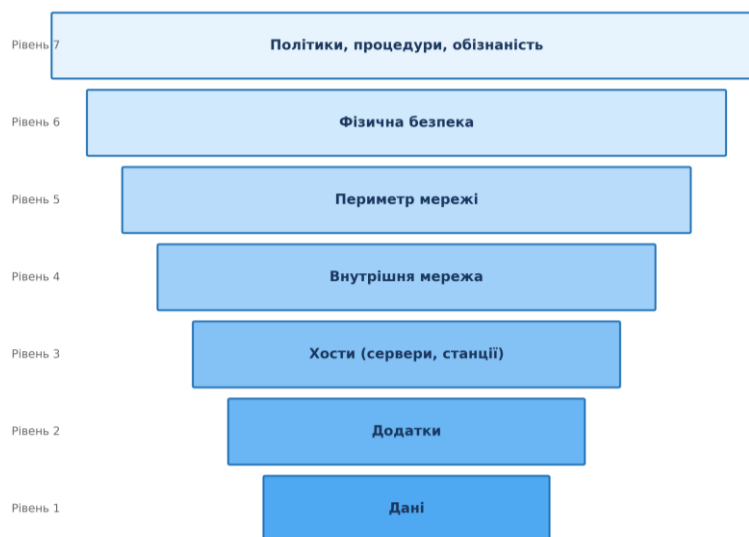 Рівень 7
Політики, процедури, обізнаність
Рівень 6
Фізична безпека
Рівень 5
Периметр мережі
Рівень 4
Внутрішня мережа
Рівень 3
Хости (сервери, станції)
Рівень 2
Додатки
Рівень 1
Дані